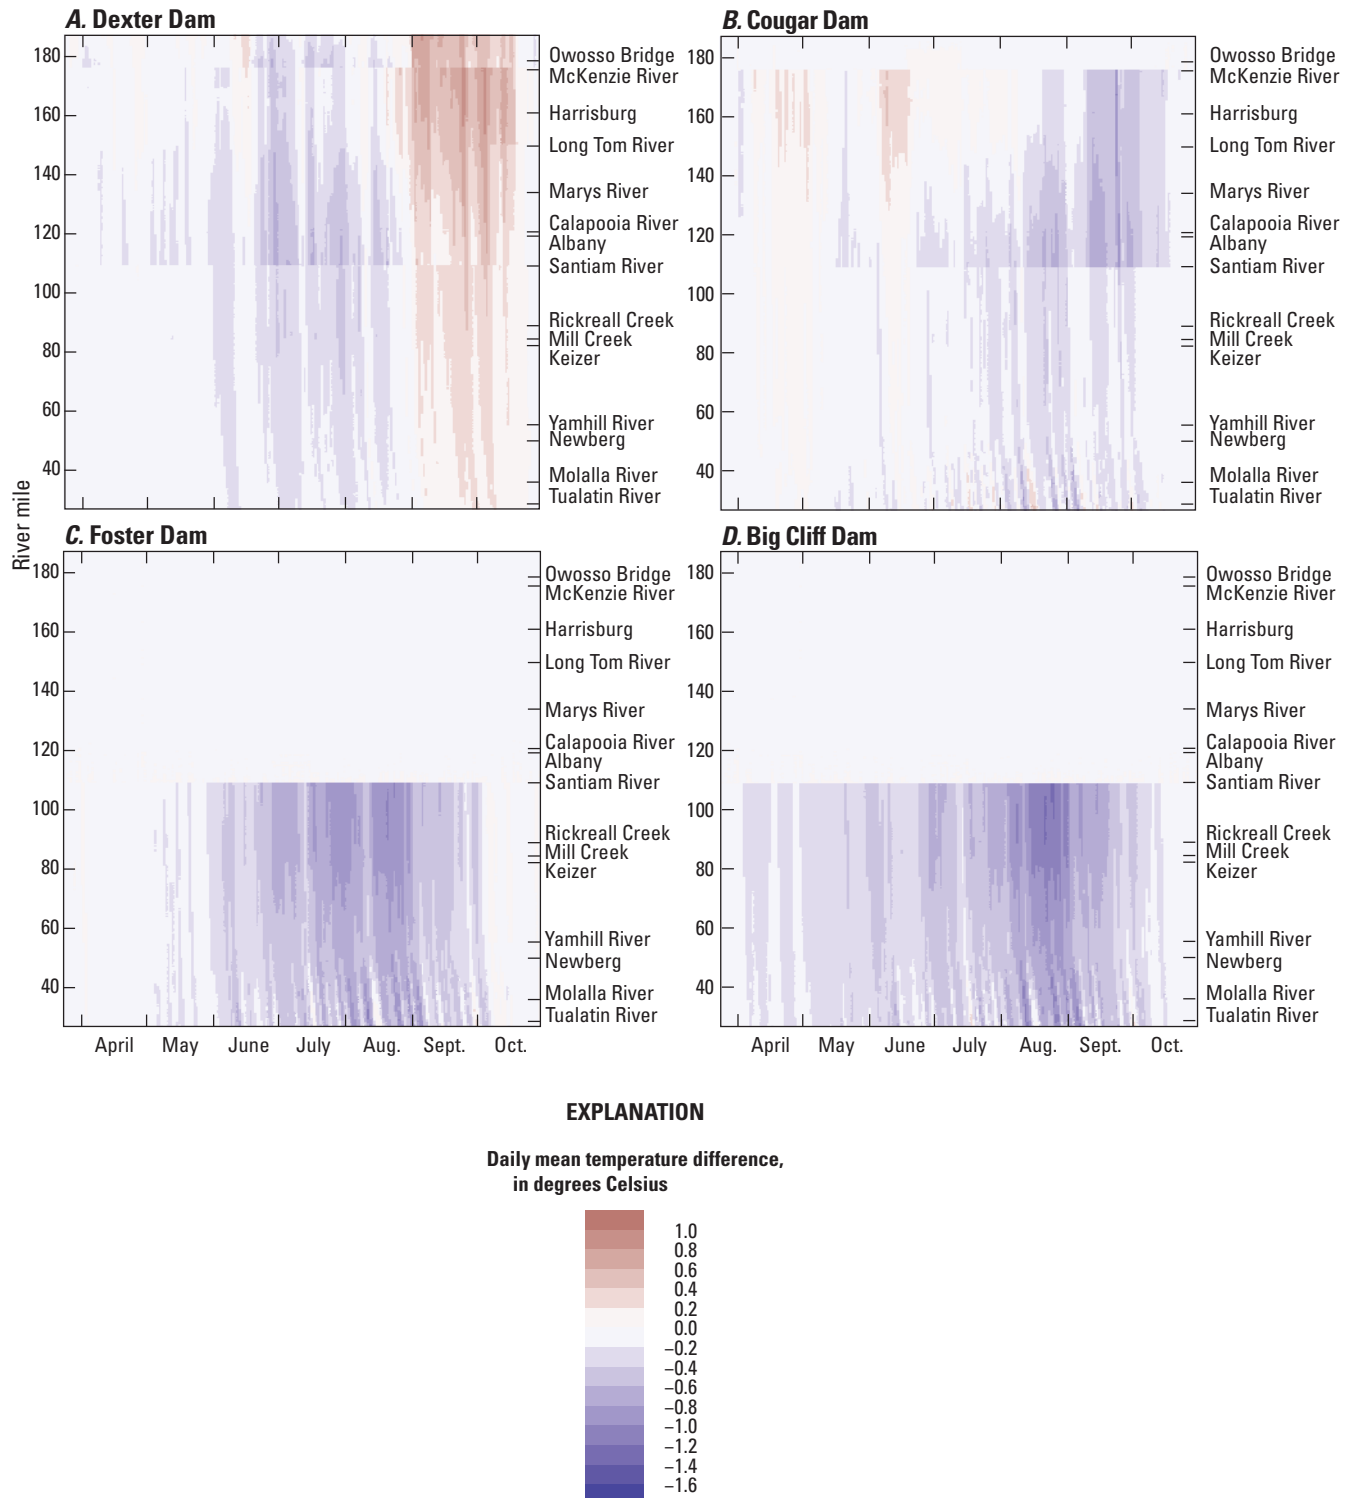 A. Dexter Dam
180
160
140
120
100
80
60
40
Owosso Bridge
McKenzie River
Harrisburg
Long Tom River
Marys River
Calapooia River
Albany
Santiam River
Rickreall Creek
Mill Creek
Keizer
Yamhill River
Newberg
Molalla River
Tualatin River
B. Cougar Dam
180
160
140
120
100
80
60
40
Owosso Bridge
McKenzie River
Harrisburg
Long Tom River
Marys River
Calapooia River
Albany
Santiam River
Rickreall Creek
Mill Creek
Keizer
Yamhill River
Newberg
Molalla River
Tualatin River
River mile
C. Foster Dam
180
160
140
120
100
80
60
40
Owosso Bridge
McKenzie River
Harrisburg
Long Tom River
Marys River
Calapooia River
Albany
Santiam River
Rickreall Creek
Mill Creek
Keizer
Yamhill River
Newberg
Molalla River
Tualatin River
April May June July Aug. Sept. Oct.
D. Big Cliff Dam
180
160
140
120
100
80
60
40
Owosso Bridge
McKenzie River
Harrisburg
Long Tom River
Marys River
Calapooia River
Albany
Santiam River
Rickreall Creek
Mill Creek
Keizer
Yamhill River
Newberg
Molalla River
Tualatin River
April May June July Aug. Sept. Oct.
EXPLANATION
Daily mean temperature difference,
in degrees Celsius
1.0
0.8
0.6
0.4
0.2
0.0
−0.2
−0.4
−0.6
−0.8
−1.0
−1.2
−1.4
−1.6